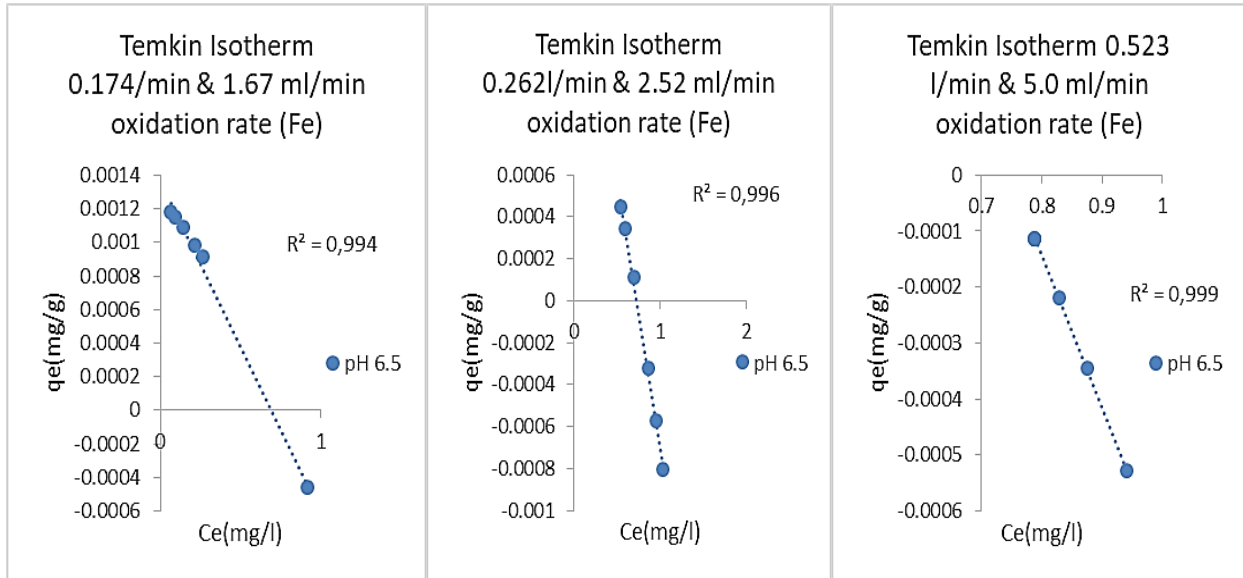 Temkin Isotherm
0.174/min & 1.67 ml/min
oxidation rate (Fe)
0.0014
0.0012
0.001
0.0008
0.0006
0.0004
0.0002
0
-0.0002
-0.0004
-0.0006
0
1
R² = 0,994
pH 6.5
qe(mg/g)
Ce(mg/l)
Temkin Isotherm
0.262l/min & 2.52 ml/min
oxidation rate (Fe)
0.0006
0.0004
0.0002
0
-0.0002
-0.0004
-0.0006
-0.0008
-0.001
0
1
2
R² = 0,996
pH 6.5
qe(mg/g)
Ce(mg/l)
Temkin Isotherm 0.523
l/min & 5.0 ml/min
oxidation rate (Fe)
0
-0.0001
-0.0002
-0.0003
-0.0004
-0.0005
-0.0006
0.7
0.8
0.9
1
R² = 0,999
pH 6.5
qe(mg/g)
Ce(mg/l)